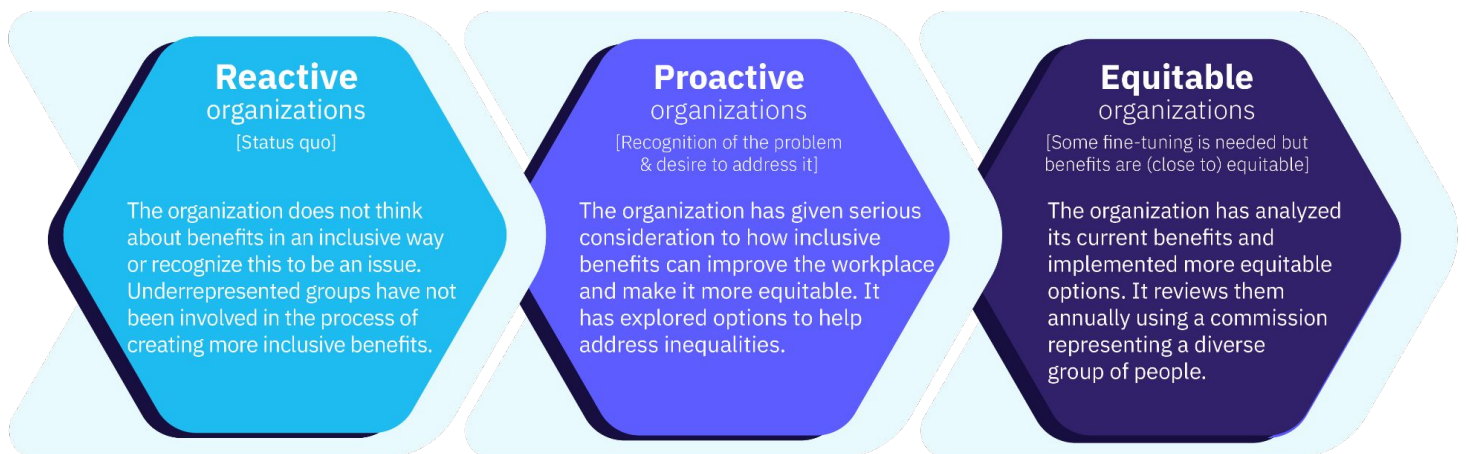 Reactive
organizations
[Status quo]
The organization does not think
about benefits in an inclusive way
or recognize this to be an issue.
Underrepresented groups have not
been involved in the process of
creating more inclusive benefits.
Proactive
organizations
[Recognition of the problem
& desire to address it]
The organization has given serious
consideration to how inclusive
benefits can improve the workplace
and make it more equitable. It
has explored options to help
address inequalities.
Equitable
organizations
[Some fine-tuning is needed but
benefits are (close to) equitable]
The organization has analyzed
its current benefits and
implemented more equitable
options. It reviews them
annually using a commission
representing a diverse
group of people.